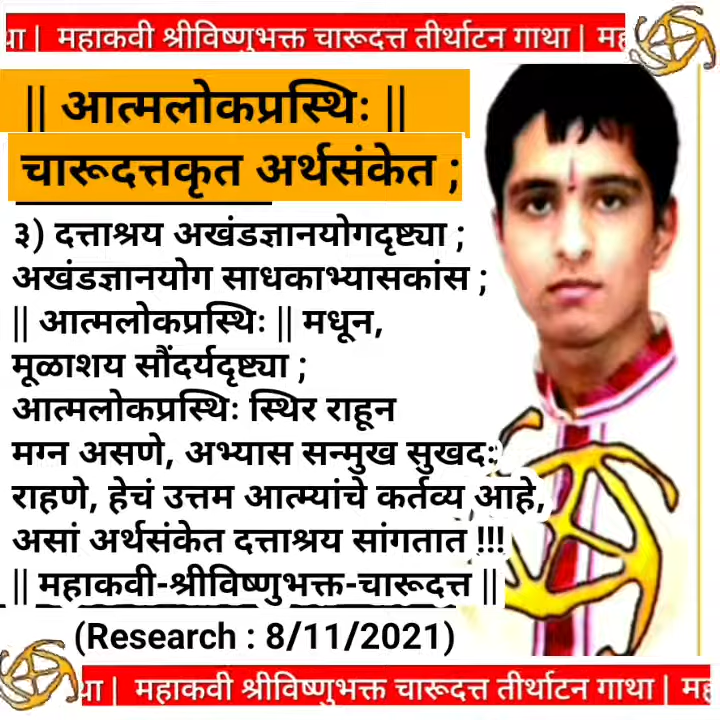 था | महाकवी श्रीविष्णुभक्त चारूदत्त तीर्थाटन गाथा |
|| आत्मलोकप्रस्थिः ||
चारूदत्तकृत अर्थसंकेत ;
३) दत्ताश्रय अखंडज्ञानयोगदृष्ट्या ;
अखंडज्ञानयोग साधकाभ्यासकांस ;
|| आत्मलोकप्रस्थिः || मधून,
मूळाशय सौंदर्यदृष्ट्या ;
आत्मलोकप्रस्थिः स्थिर राहून
मग्न असणे, अभ्यास सन्मुख सुखदः
राहणे, हेचं उत्तम आत्म्यांचे कर्तव्य आहे,
असां अर्थसंकेत दत्ताश्रय सांगतात !!!
|| महाकवी-श्रीविष्णुभक्त-चारूदत्त ||
(Research : 8/11/2021)
था | महाकवी श्रीविष्णुभक्त चारूदत्त तीर्थाटन गाथा |